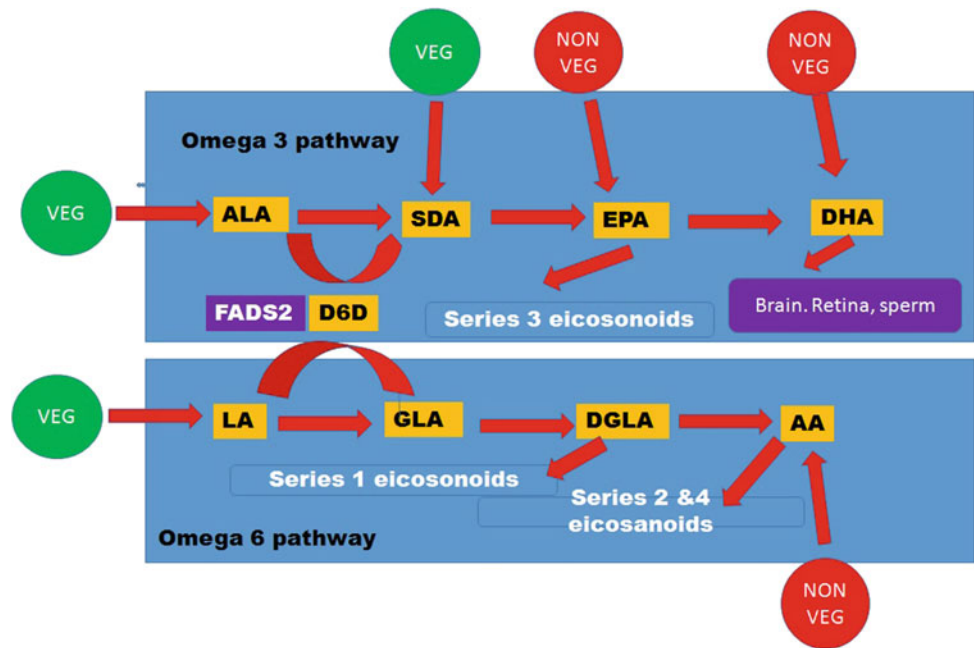 VEG
NON
VEG
NON
VEG
Omega 3 pathway
VEG
ALA
SDA
EPA
DHA
FADS2
D6D
Series 3 eicosonoids
Brain. Retina, sperm
VEG
LA
GLA
DGLA
AA
Series 1 eicosonoids
Series 2 &4
eicosanoids
Omega 6 pathway
NON
VEG